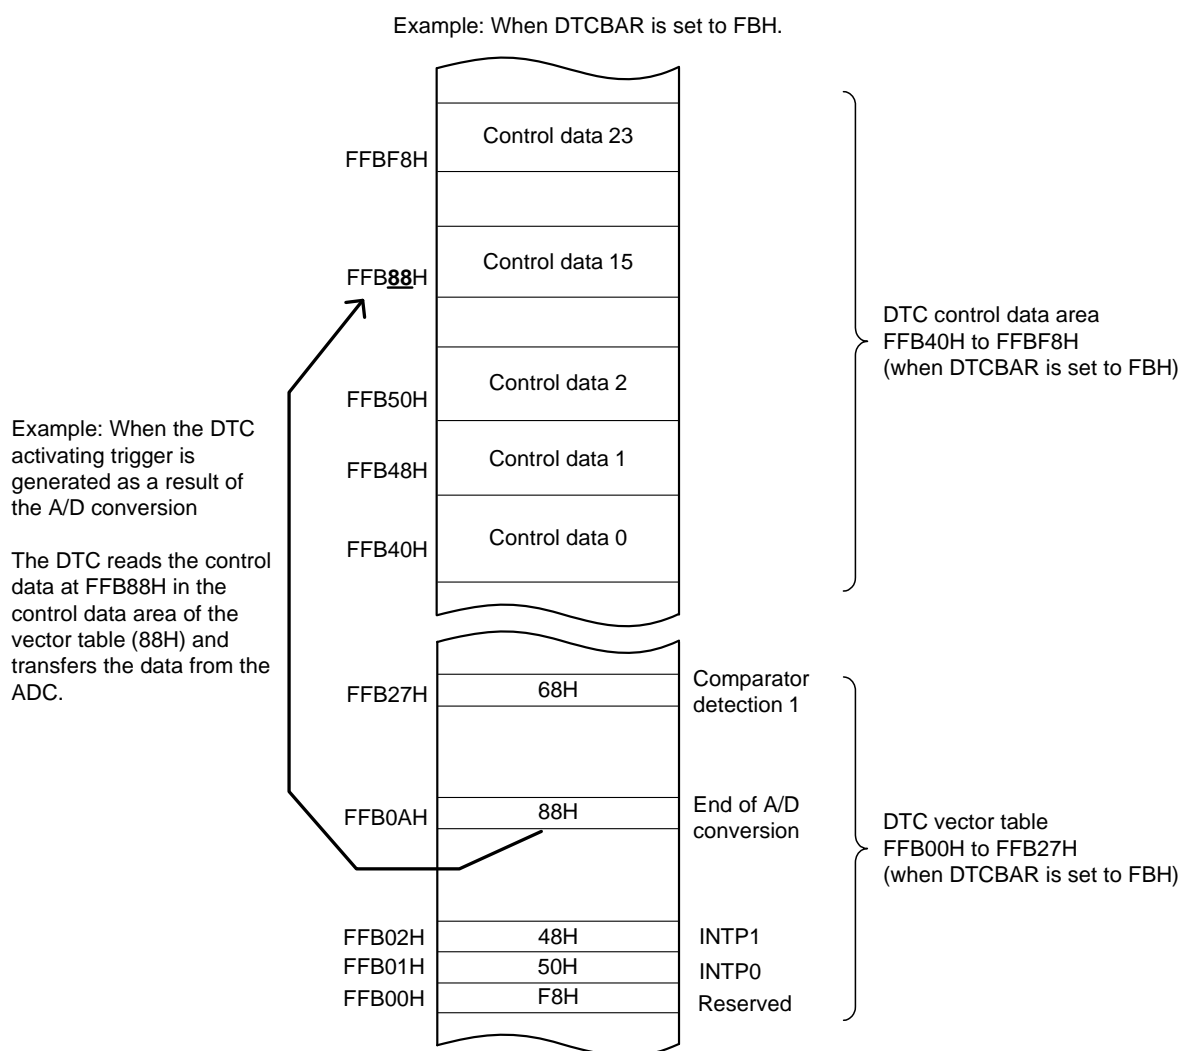 Example: When DTCBAR is set to FBH.
Control data 23
FFBF8H
Control data 15
FFB88H
DTC control data area
FFB40H to FFBF8H
(when DTCBAR is set to FBH)
Control data 2
FFB50H
Control data 1
FFB48H
Control data 0
FFB40H
Example: When the DTC
activating trigger is
generated as a result of
the A/D conversion
The DTC reads the control
data at FFB88H in the
control data area of the
vector table (88H) and
transfers the data from the
ADC.
FFB27H
68H
Comparator
detection 1
FFB0AH
88H
End of A/D
conversion
DTC vector table
FFB00H to FFB27H
(when DTCBAR is set to FBH)
FFB02H
48H
INTP1
FFB01H
50H
INTP0
FFB00H
F8H
Reserved